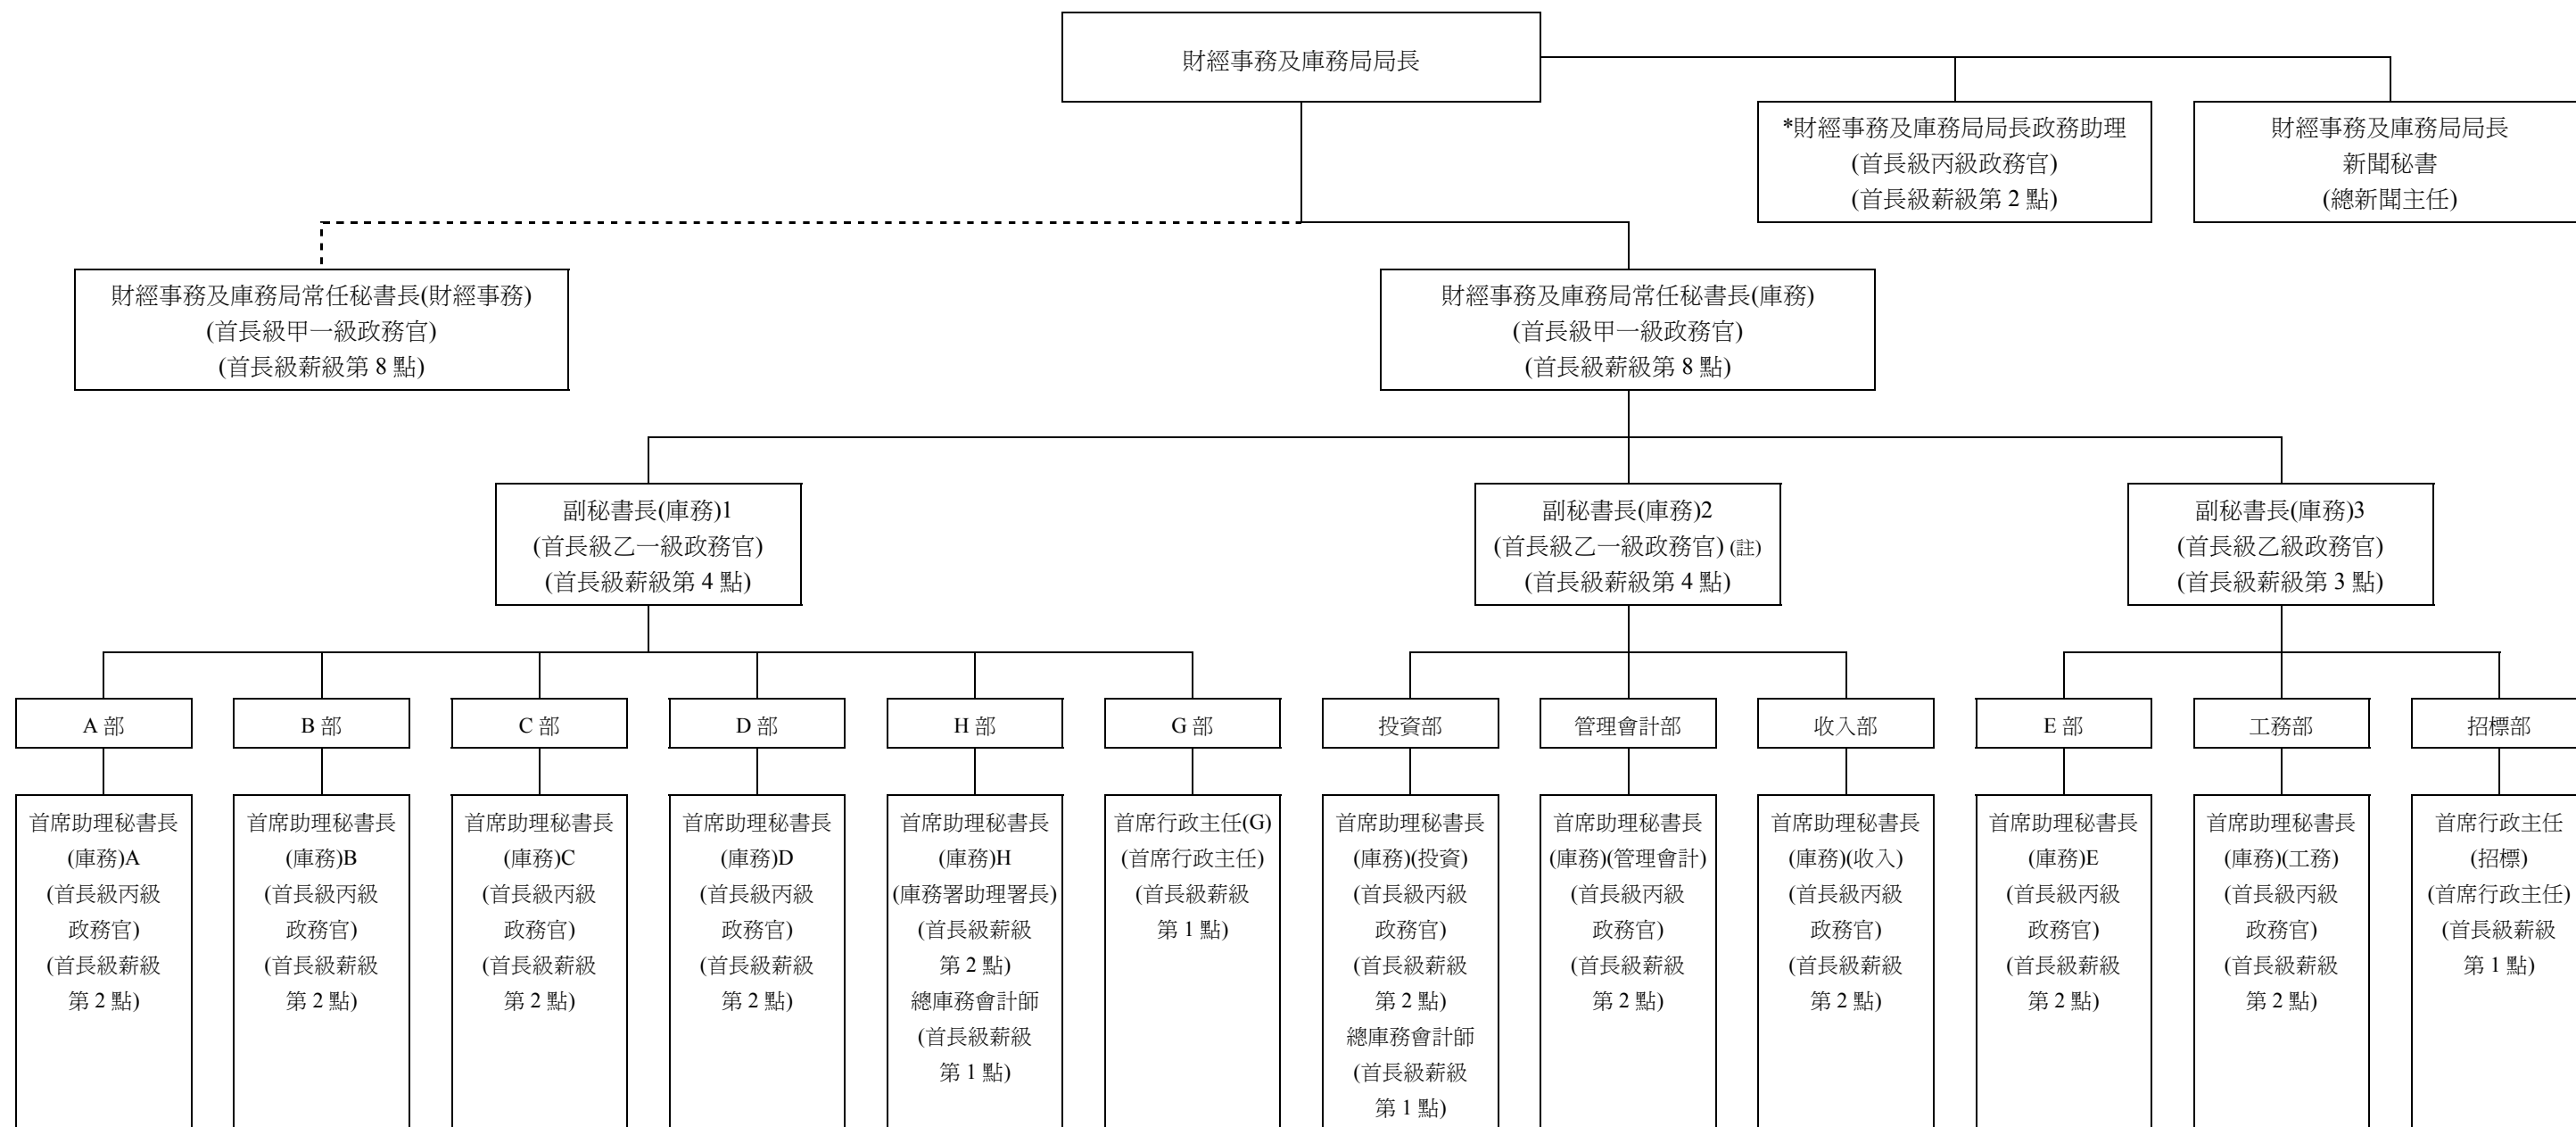 財經事務及庫務局局長
*財經事務及庫務局局長政務助理
(首長級丙級政務官)
(首長級薪級第 2 點)
財經事務及庫務局局長
新聞秘書
(總新聞主任)
財經事務及庫務局常任秘書長(財經事務)
(首長級甲一級政務官)
(首長級薪級第 8 點)
財經事務及庫務局常任秘書長(庫務)
(首長級甲一級政務官)
(首長級薪級第 8 點)
副秘書長(庫務)1
(首長級乙一級政務官)
(首長級薪級第 4 點)
副秘書長(庫務)2
(首長級乙一級政務官) (註)
(首長級薪級第 4 點)
副秘書長(庫務)3
(首長級乙級政務官)
(首長級薪級第 3 點)
A 部
B 部
C 部
D 部
H 部
G 部
投資部
管理會計部
收入部
E 部
工務部
招標部
首席助理秘書長
(庫務)A
(首長級丙級
政務官)
(首長級薪級
第 2 點)
首席助理秘書長
(庫務)B
(首長級丙級
政務官)
(首長級薪級
第 2 點)
首席助理秘書長
(庫務)C
(首長級丙級
政務官)
(首長級薪級
第 2 點)
首席助理秘書長
(庫務)D
(首長級丙級
政務官)
(首長級薪級
第 2 點)
首席助理秘書長
(庫務)H
(庫務署助理署長)
(首長級薪級
第 2 點)
總庫務會計師
(首長級薪級
第 1 點)
首席行政主任(G)
(首席行政主任)
(首長級薪級
第 1 點)
首席助理秘書長
(庫務)(投資)
(首長級丙級
政務官)
(首長級薪級
第 2 點)
總庫務會計師
(首長級薪級
第 1 點)
首席助理秘書長
(庫務)(管理會計)
(首長級丙級
政務官)
(首長級薪級
第 2 點)
首席助理秘書長
(庫務)(收入)
(首長級丙級
政務官)
(首長級薪級
第 2 點)
首席助理秘書長
(庫務)E
(首長級丙級
政務官)
(首長級薪級
第 2 點)
首席助理秘書長
(庫務)(工務)
(首長級丙級
政務官)
(首長級薪級
第 2 點)
首席行政主任
(招標)
(首席行政主任)
(首長級薪級
第 1 點)